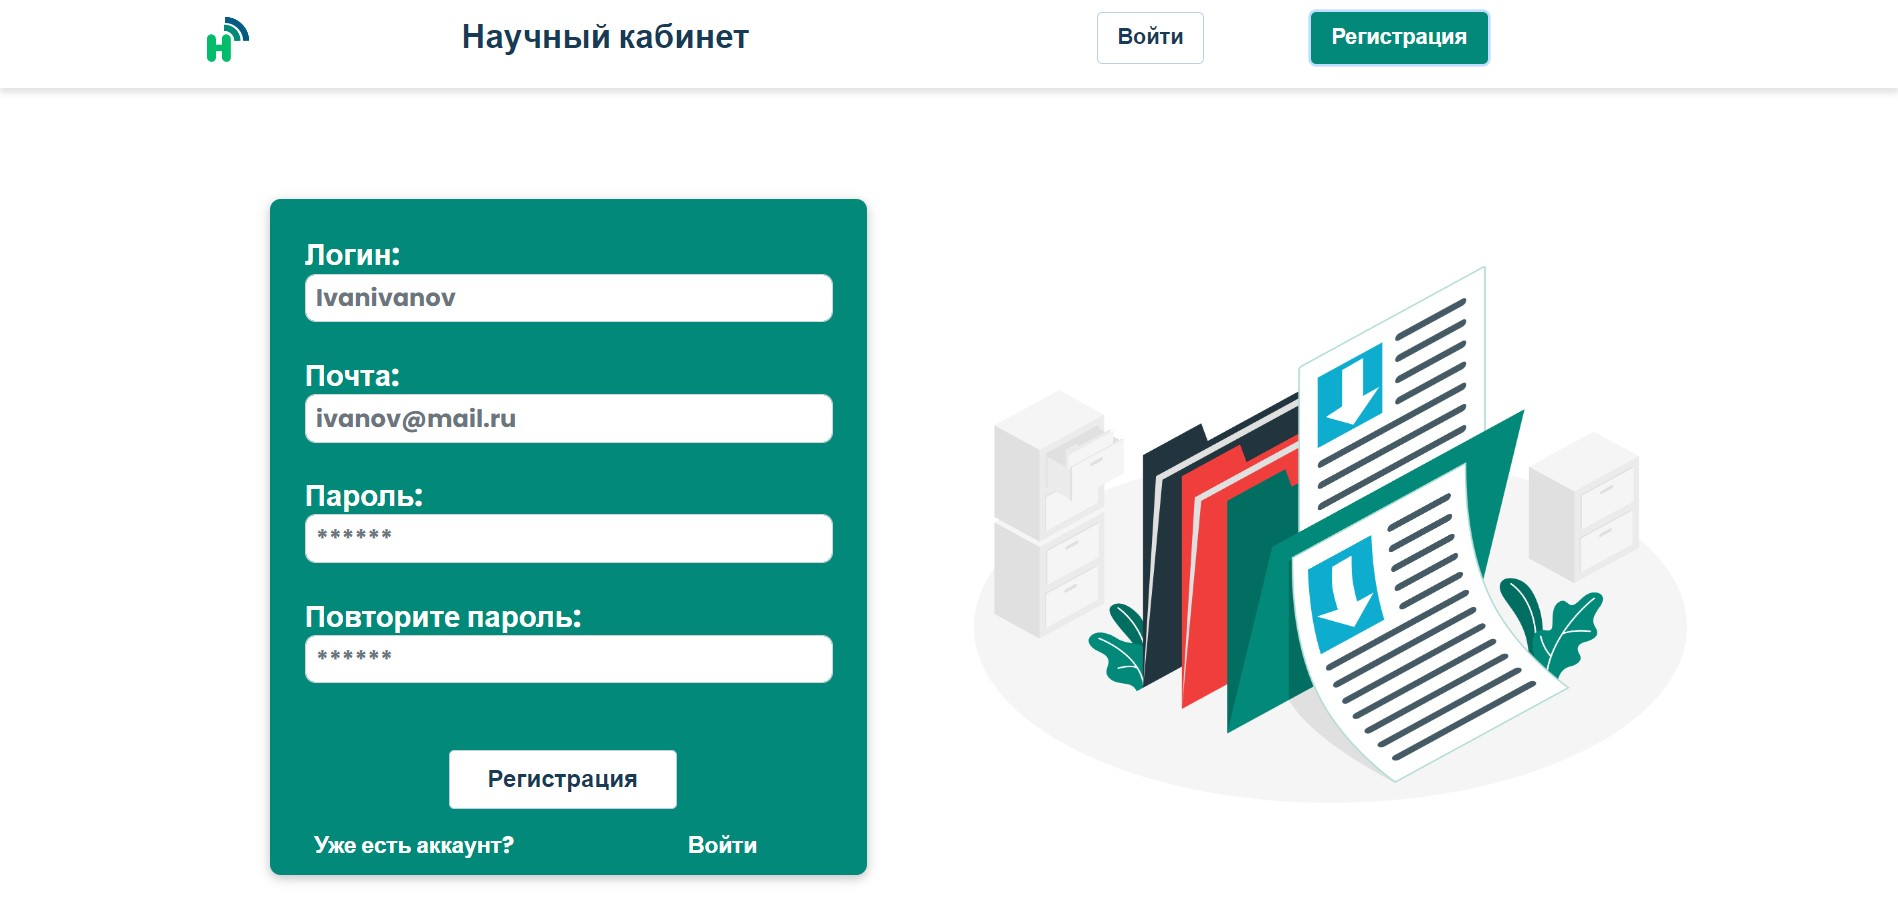 Научный кабинет
Войти
Регистрация
Логин:
Ivanivanov
Почта:
ivanov@mail.ru
Пароль:
******
Повторите пароль:
******
Регистрация
Уже есть аккаунт? Войти